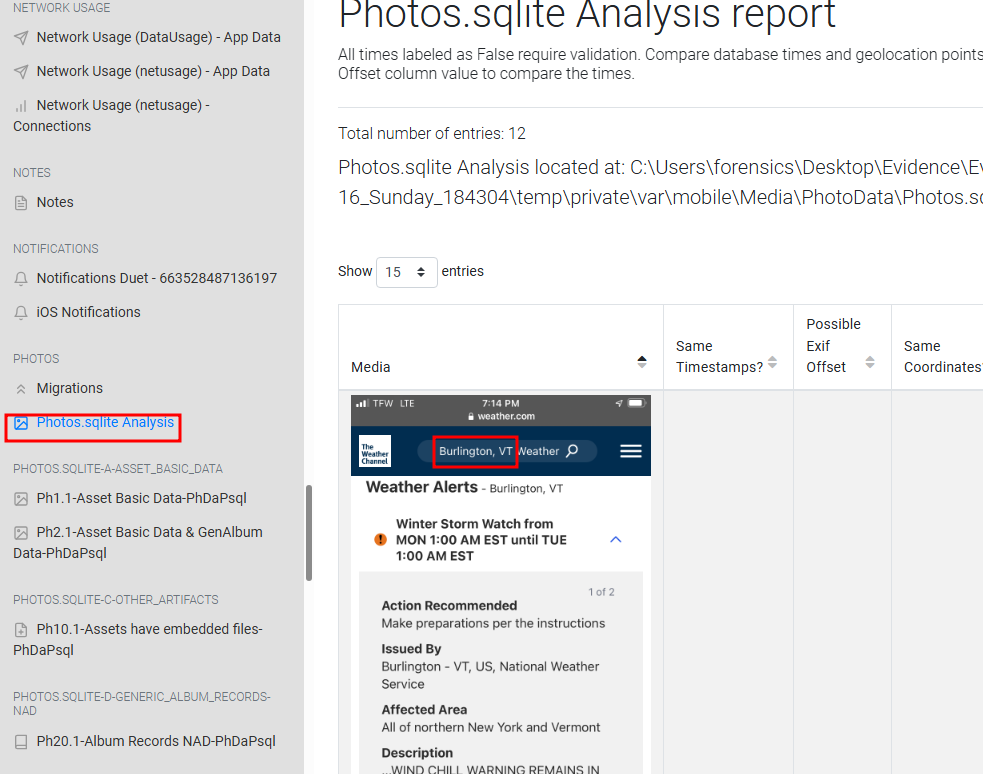 NETWORK USAGE
Network Usage (DataUsage) - App Data
Network Usage (netusage) - App Data
Network Usage (netusage) -
Connections
NOTES
Notes
NOTIFICATIONS
Notifications Duet - 663528487136197
iOS Notifications
PHOTOS
Migrations
Photos.sqlite Analysis
PHOTOS.SQLITE-A-ASSET_BASIC_DATA
Ph1.1-Asset Basic Data-PhDaPsql
Ph2.1-Asset Basic Data & GenAlbum
Data-PhDaPsql
PHOTOS.SQLITE-C-OTHER_ARTIFACTS
Ph10.1-Assets have embedded files-
PhDaPsql
PHOTOS.SQLITE-D-GENERIC_ALBUM_RECORDS-
NAD
Ph20.1-Album Records NAD-PhDaPsql
Photos.sqlite Analysis report
All times labeled as False require validation. Compare database times and geolocation points
Offset column value to compare the times.
Total number of entries: 12
Photos.sqlite Analysis located at: C:\Users\forensics\Desktop\Evidence\Ev
16_Sunday_184304\temp\private\var\mobile\Media\PhotoData\Photos.sq
Show 15 entries
Media
Same
Timestamps?
Possible
Exif
Offset
Same
Coordinates?
TFW LTE 7:14 PM
weather.com
The
Weather
Channel
Burlington, VT Weather
Weather Alerts - Burlington, VT
Winter Storm Watch from
MON 1:00 AM EST until TUE
1:00 AM EST
1 of 2
Action Recommended
Make preparations per the instructions
Issued By
Burlington - VT, US, National Weather
Service
Affected Area
All of northern New York and Vermont
Description
...WIND CHILL WARNING REMAINS IN